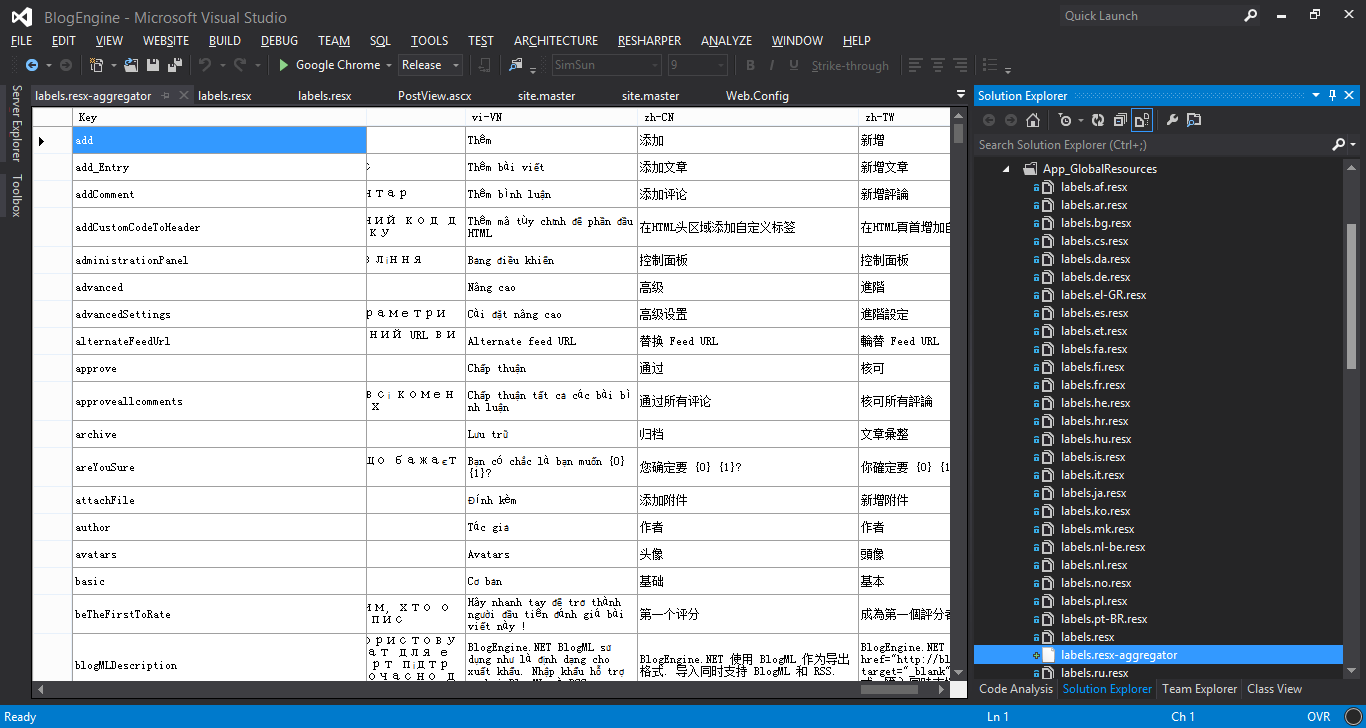 BlogEngine - Microsoft Visual Studio
Quick Launch
FILE EDIT VIEW WEBSITE BUILD DEBUG TEAM SQL TOOLS TEST ARCHITECTURE RESHARPER ANALYZE WINDOW HELP
Google Chrome Release SimSun 9 B I U Strike-through
Server Explorer
Toolbox
labels.resx-aggregator labels.resx labels.resx PostView.ascx site.master site.master Web.Config
Key vi-VN zh-CN zh-TW
add Thêm 添加 新增
add_Entry Thêm bài viết 添加文章 新增文章
addComment нтар Thêm bình luận 添加评论 新增評論
addCustomCodeToHeader ний код д Thêm mã tùy chỉnh để phần đầu 在HTML头区域添加自定义标签 在HTML頁首增加自
ку HTML
administrationPanel вління Bảng điều khiển 控制面板 控制面板
advanced Nâng cao 高级 進階
advancedSettings раметри Cài đặt nâng cao 高级设置 進階設定
alternateFeedUrl ний URL ви Alternate feed URL 替换 Feed URL 輪替 Feed URL
approve Chấp thuận 通过 核可
approveallcomments всі комен Chấp thuận tất cả các bài bì 通过所有评论 核可所有評論
х nh luận
archive Lưu trữ 归档 文章彙整
areYouSure що бажаєт Bạn có chắc là bạn muốn {0} 您确定要 {0} {1}? 你確定要 {0} {1
{1}?
attachFile Đính kèm 添加附件 新增附件
author Tác giả 作者 作者
avatars Avatars 头像 頭像
basic Cơ bản 基础 基本
beTheFirstToRate им, хто о Hãy nhanh tay để trở thành 第一个评分 成為第一個評分者
пис người đầu tiên đánh giá bài
viết này !
blogMLDescription ористову BlogEngine.NET BlogML sử BlogEngine.NET 使用 BlogML 作为导出 BlogEngine.NET
ат для е dụng như là định dạng cho 格式. 导入同时支持 BlogML 和 RSS. href="http://bl
рт підтр xuất khẩu. Nhập khẩu hỗ trợ target="_blank"
очасно д
Solution Explorer
Search Solution Explorer (Ctrl+;)
App_GlobalResources
labels.af.resx
labels.ar.resx
labels.bg.resx
labels.cs.resx
labels.da.resx
labels.de.resx
labels.el-GR.resx
labels.es.resx
labels.et.resx
labels.fa.resx
labels.fi.resx
labels.fr.resx
labels.he.resx
labels.hr.resx
labels.hu.resx
labels.is.resx
labels.it.resx
labels.ja.resx
labels.ko.resx
labels.mk.resx
labels.nl-be.resx
labels.nl.resx
labels.no.resx
labels.pl.resx
labels.pt-BR.resx
labels.resx
labels.resx-aggregator
labels.ru.resx
Code Analysis Solution Explorer Team Explorer Class View
Ready Ln 1 Ch 1 OVR